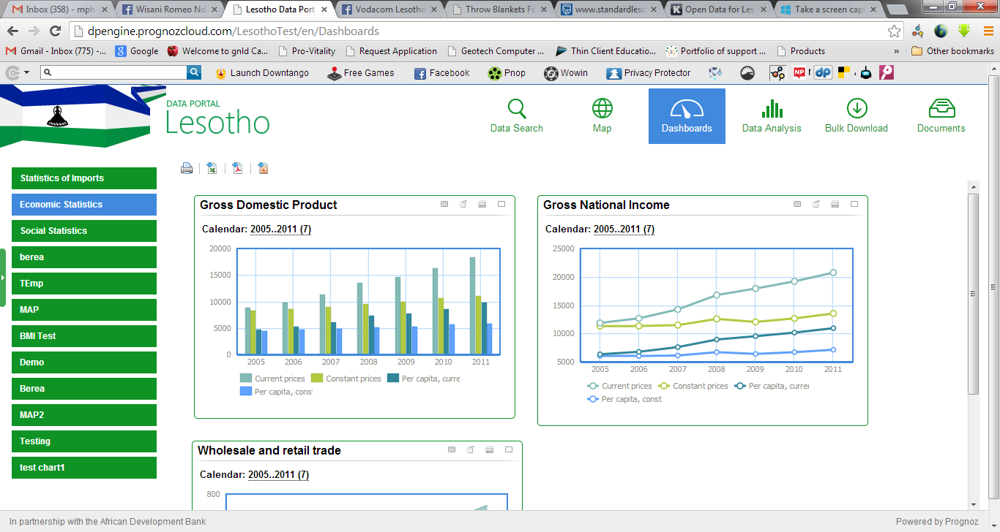 Inbox (358) - mph
Wisani Romeo Nd
Lesotho Data Port
Vodacom Lesotho
Throw Blankets Fo
www.standardlesc
Open Data for Les
Take a screen capt
dpengine.prognozcloud.com/LesothoTest/en/Dashboards
Gmail - Inbox (775) -...
Google
Welcome to gnld Ca...
Pro-Vitality
Request Application
Geotech Computer ...
Thin Client Educatio...
Portfolio of support ...
Products
»
Other bookmarks
Launch Downtango
Free Games
Facebook
Pnop
Wowin
Privacy Protector
NP
dP
DATA PORTAL
Lesotho
Data Search
Map
Dashboards
Data Analysis
Bulk Download
Documents
Statistics of Imports
Economic Statistics
Social Statistics
berea
TEmp
MAP
BMI Test
Demo
Berea
MAP2
Testing
test chart1
Gross Domestic Product
Calendar: 2005..2011 (7)
20000
15000
10000
5000
0
2005 2006 2007 2008 2009 2010 2011
Current prices Constant prices Per capita, curre
Per capita, const
Gross National Income
Calendar: 2005..2011 (7)
25000
20000
15000
10000
5000
2005 2006 2007 2008 2009 2010 2011
Current prices Constant prices Per capita, currer
Per capita, const
Wholesale and retail trade
Calendar: 2005..2011 (7)
800
In partnership with the African Development Bank
Powered by Prognoz